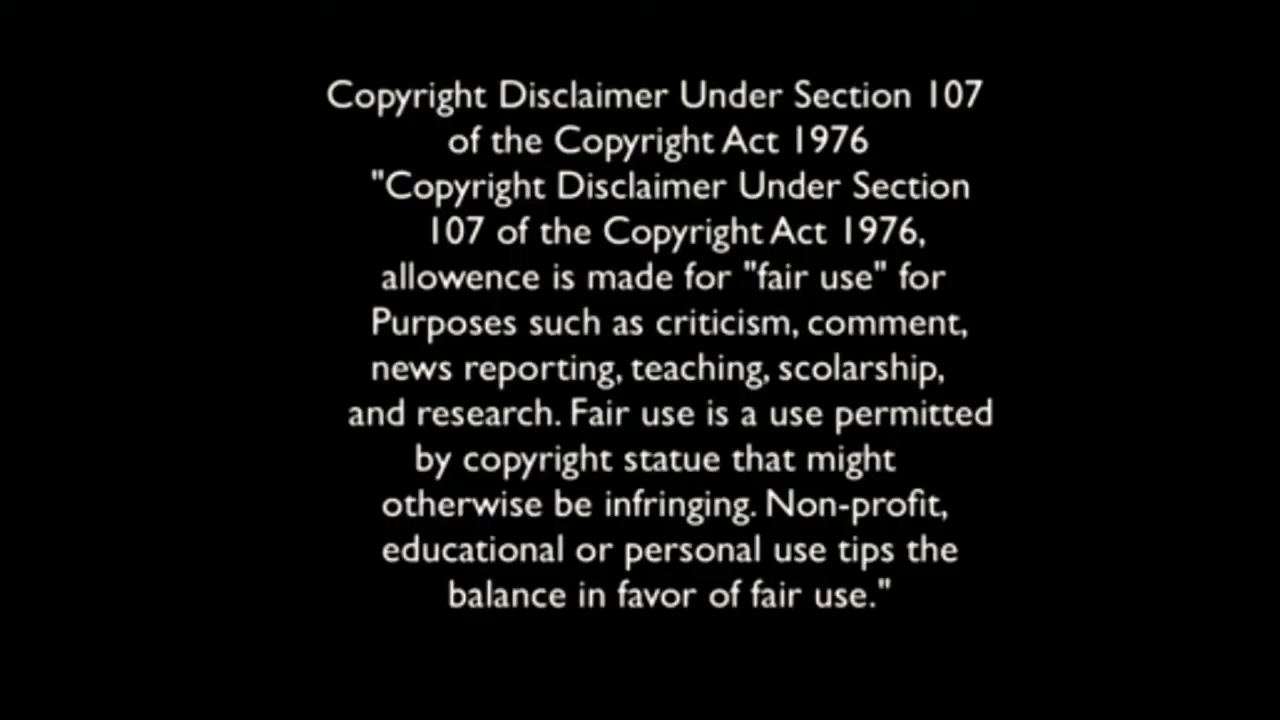 Copyright Disclaimer Under Section 107
of the Copyright Act 1976
"Copyright Disclaimer Under Section
107 of the Copyright Act 1976,
allowence is made for "fair use" for
Purposes such as criticism, comment,
news reporting, teaching, scolarship,
and research. Fair use is a use permitted
by copyright statue that might
otherwise be infringing. Non-profit,
educational or personal use tips the
balance in favor of fair use."